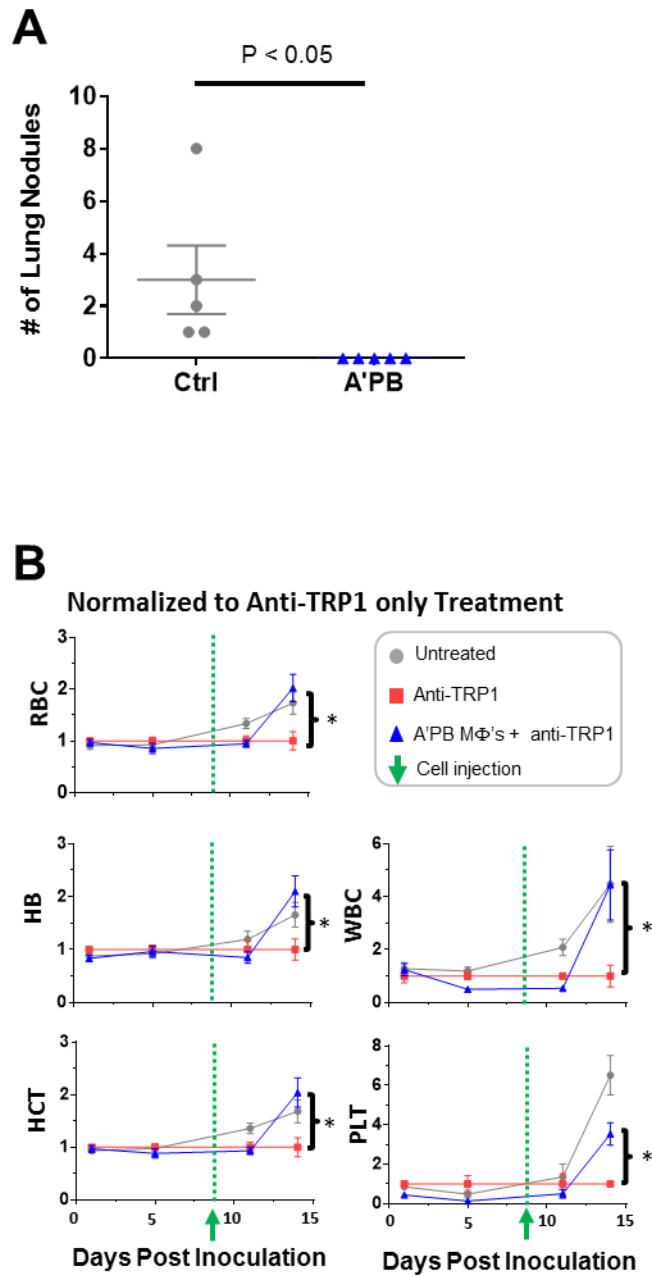 A
P < 0.05
# of Lung Nodules
10
8
6
4
2
0
Ctrl
A'PB
B
Normalized to Anti-TRP1 only Treatment
RBC
3
2
1
0
*
Untreated
Anti-TRP1
A'PB MΦ's + anti-TRP1
Cell injection
HB
3
2
1
0
*
WBC
6
4
2
0
*
HCT
3
2
1
0
*
0
5
10
15
Days Post Inoculation
PLT
8
6
4
2
0
*
0
5
10
15
Days Post Inoculation